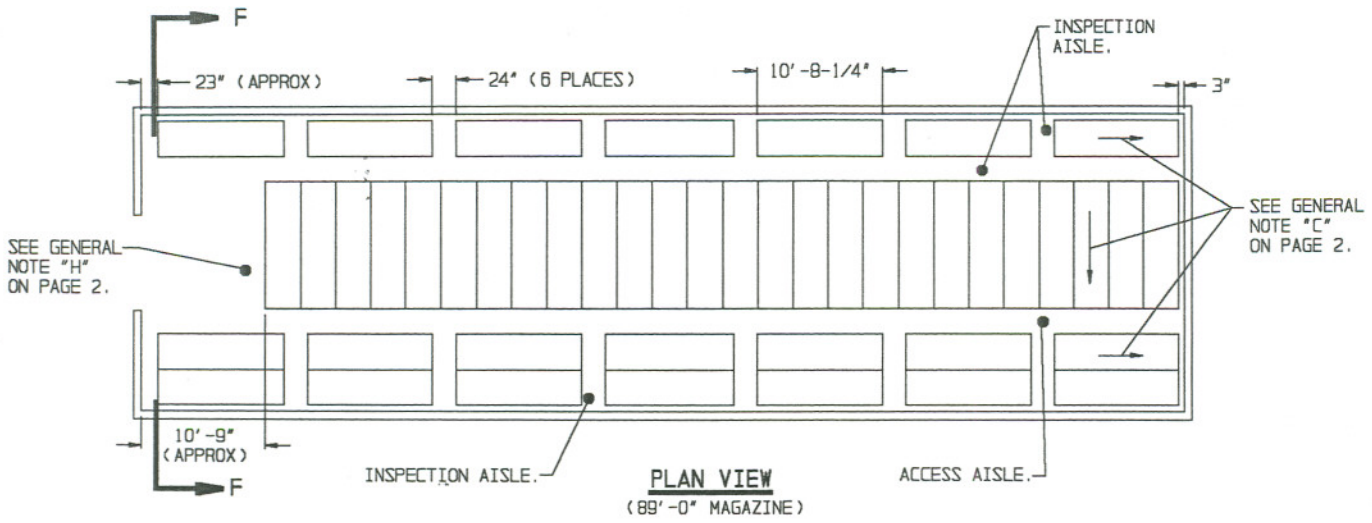 F
INSPECTION
AISLE.
23" (APPROX)
24" (6 PLACES)
10'-8-1/4"
3"
SEE GENERAL
NOTE "H"
ON PAGE 2.
SEE GENERAL
NOTE "C"
ON PAGE 2.
10'-9"
(APPROX)
INSPECTION AISLE.
ACCESS AISLE.
F
PLAN VIEW
(89'-0" MAGAZINE)